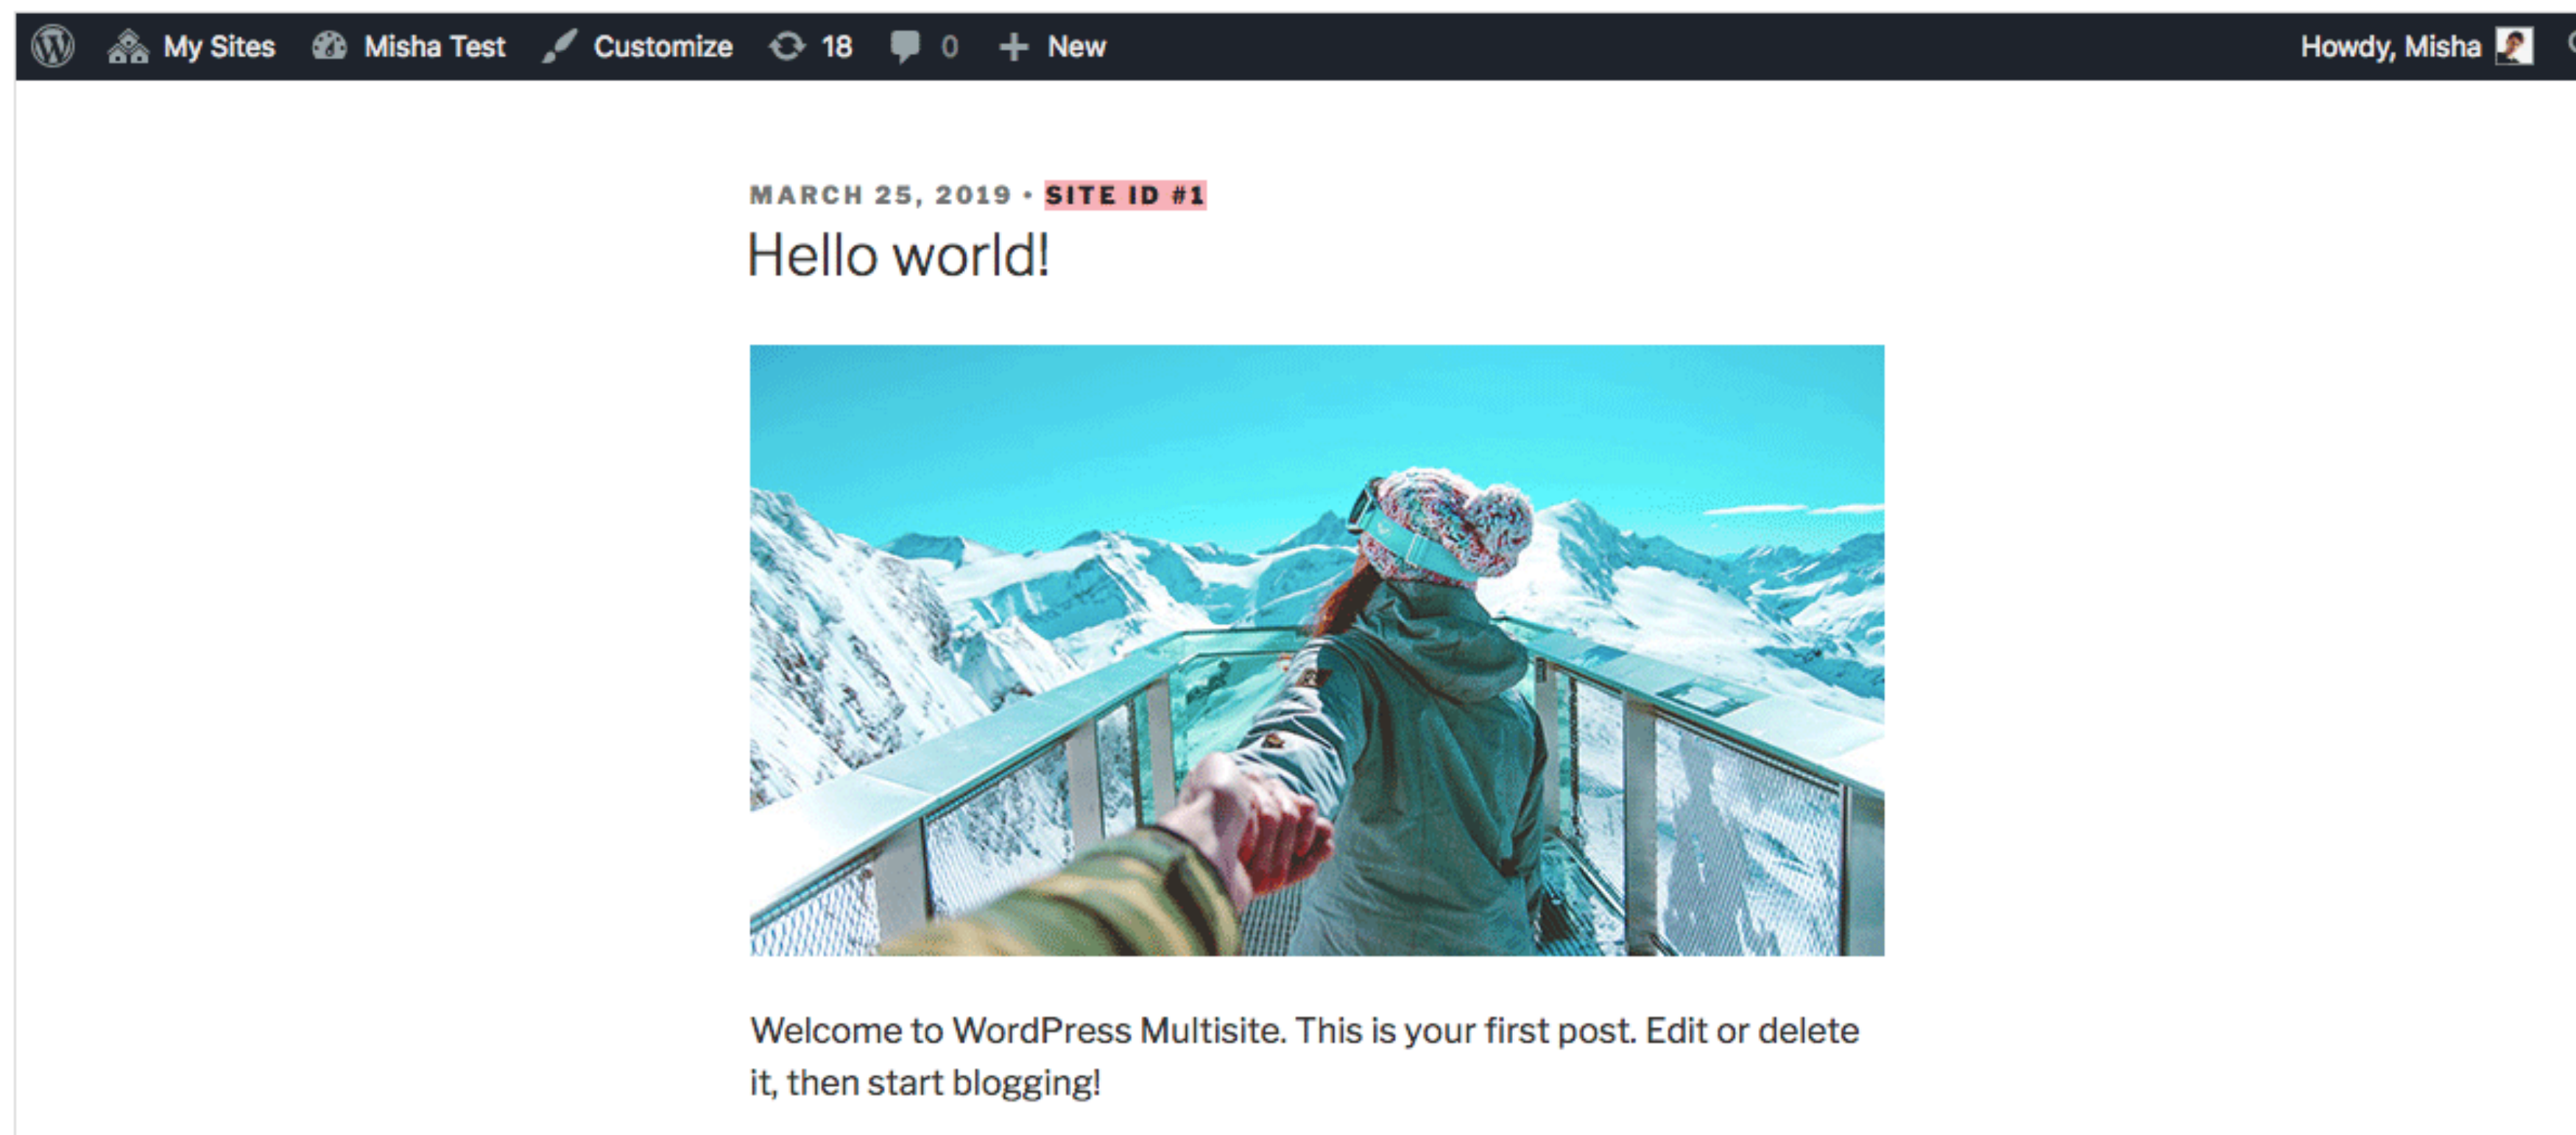 My Sites Misha Test Customize 18 0 New Howdy, Misha
MARCH 25, 2019 • SITE ID #1
Hello world!
Welcome to WordPress Multisite. This is your first post. Edit or delete
it, then start blogging!